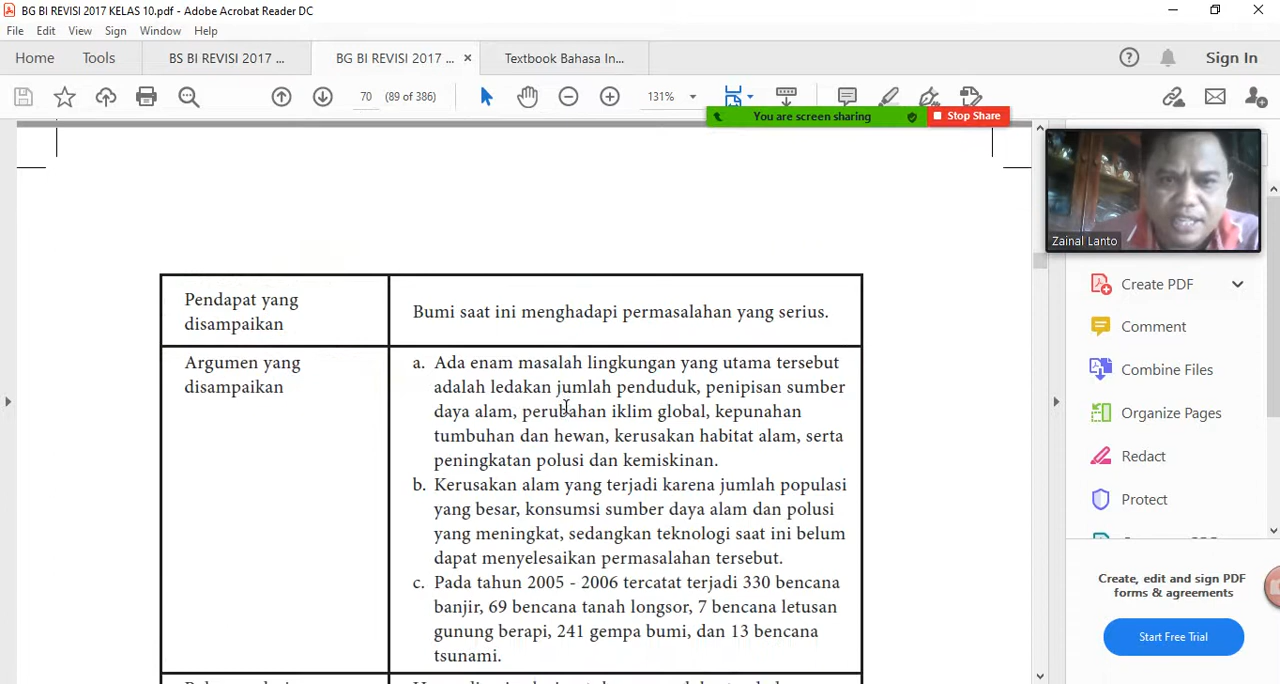 BG BI REVISI 2017 KELAS 10.pdf - Adobe Acrobat Reader DC
File Edit View Sign Window Help
Home Tools BS BI REVISI 2017 ... BG BI REVISI 2017 ... Textbook Bahasa In... Sign In
70 (89 of 386) 131%
You are screen sharing Stop Share
Zainal Lanto
Pendapat yang
disampaikan
Bumi saat ini menghadapi permasalahan yang serius.
Argumen yang
disampaikan
a. Ada enam masalah lingkungan yang utama tersebut
adalah ledakan jumlah penduduk, penipisan sumber
daya alam, perubahan iklim global, kepunahan
tumbuhan dan hewan, kerusakan habitat alam, serta
peningkatan polusi dan kemiskinan.
b. Kerusakan alam yang terjadi karena jumlah populasi
yang besar, konsumsi sumber daya alam dan polusi
yang meningkat, sedangkan teknologi saat ini belum
dapat menyelesaikan permasalahan tersebut.
c. Pada tahun 2005 - 2006 tercatat terjadi 330 bencana
banjir, 69 bencana tanah longsor, 7 bencana letusan
gunung berapi, 241 gempa bumi, dan 13 bencana
tsunami.
Create PDF
Comment
Combine Files
Organize Pages
Redact
Protect
Create, edit and sign PDF
forms & agreements
Start Free Trial